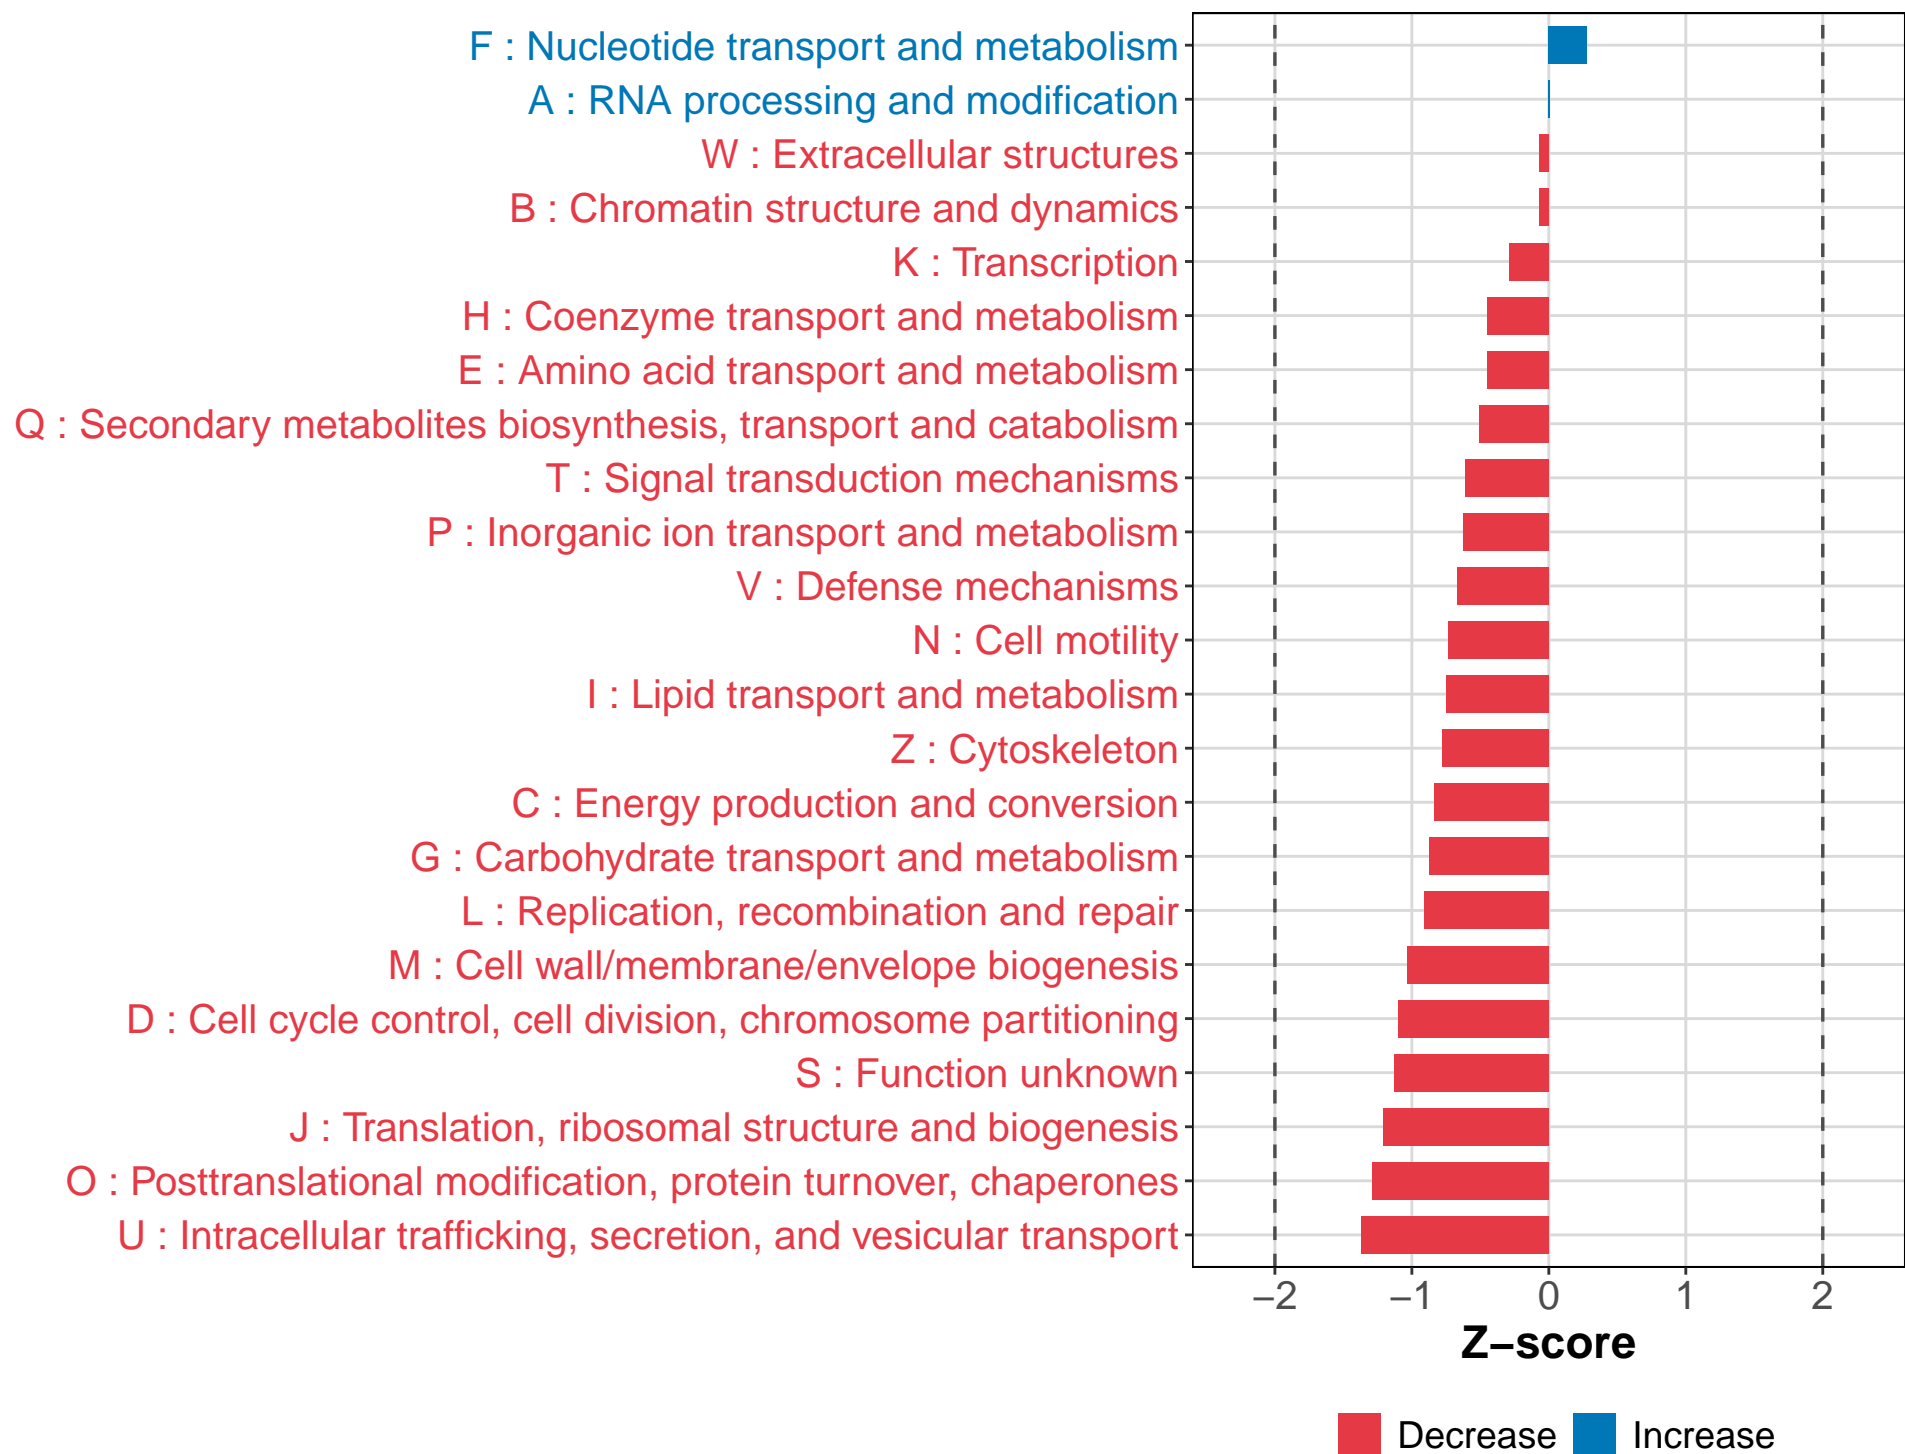 F : Nucleotide transport and metabolism
A : RNA processing and modification
W : Extracellular structures
B : Chromatin structure and dynamics
K : Transcription
H : Coenzyme transport and metabolism
E : Amino acid transport and metabolism
Q : Secondary metabolites biosynthesis, transport and catabolism
T : Signal transduction mechanisms
P : Inorganic ion transport and metabolism
V : Defense mechanisms
N : Cell motility
I : Lipid transport and metabolism
Z : Cytoskeleton
C : Energy production and conversion
G : Carbohydrate transport and metabolism
L : Replication, recombination and repair
M : Cell wall/membrane/envelope biogenesis
D : Cell cycle control, cell division, chromosome partitioning
S : Function unknown
J : Translation, ribosomal structure and biogenesis
O : Posttranslational modification, protein turnover, chaperones
U : Intracellular trafficking, secretion, and vesicular transport
−2 −1 0 1 2
Z−score
Decrease Increase